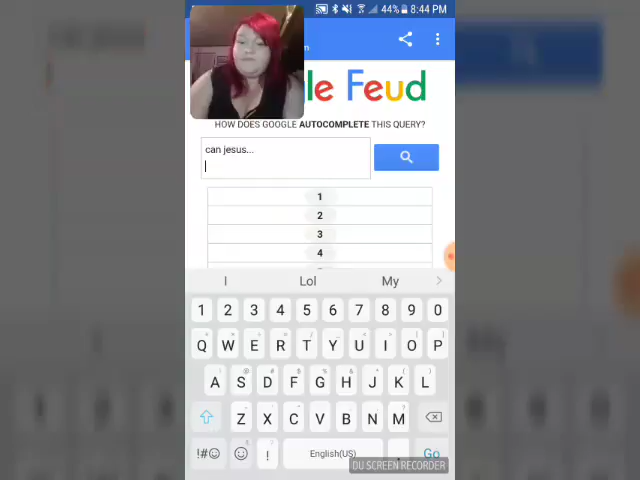 44% 8:44 PM
n
le Feud
HOW DOES GOOGLE AUTOCOMPLETE THIS QUERY?
can jesus...
1
2
3
4
I Lol My
1 2 3 4 5 6 7 8 9 0
Q W E R T Y U I O P
A S D F G H J K L
Z X C V B N M
!#☺ ! English(US) . Go
DU SCREEN RECORDER